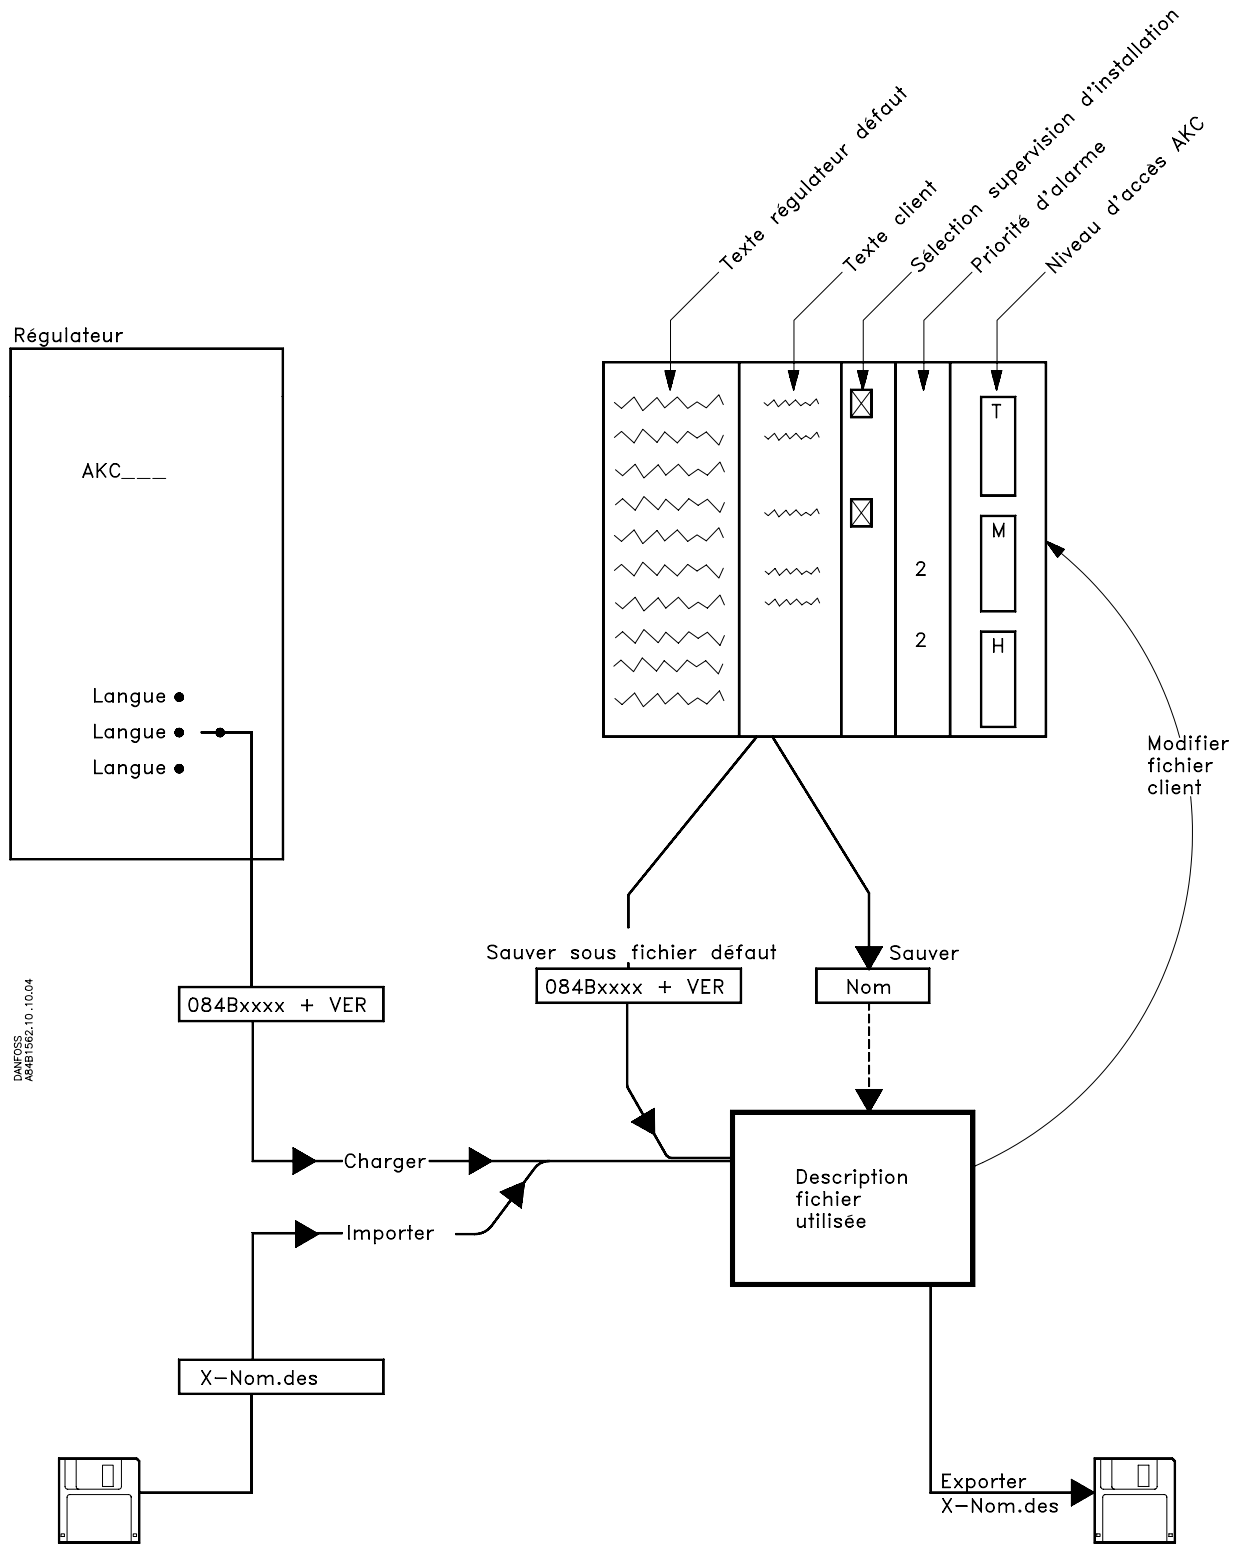 Texte régulateur défaut
Texte client
Sélection supervision d'installation
Priorité d'alarme
Niveau d'accès AKC
Régulateur
AKC___
Langue
Langue
Langue
T
M
H
2
2
Modifier
fichier
client
Sauver sous fichier défaut
Sauver
084Bxxxx + VER
084Bxxxx + VER
Nom
DANFOSS
A84B1562.10.10.04
Charger
Importer
Description
fichier
utilisée
X-Nom.des
Exporter
X-Nom.des